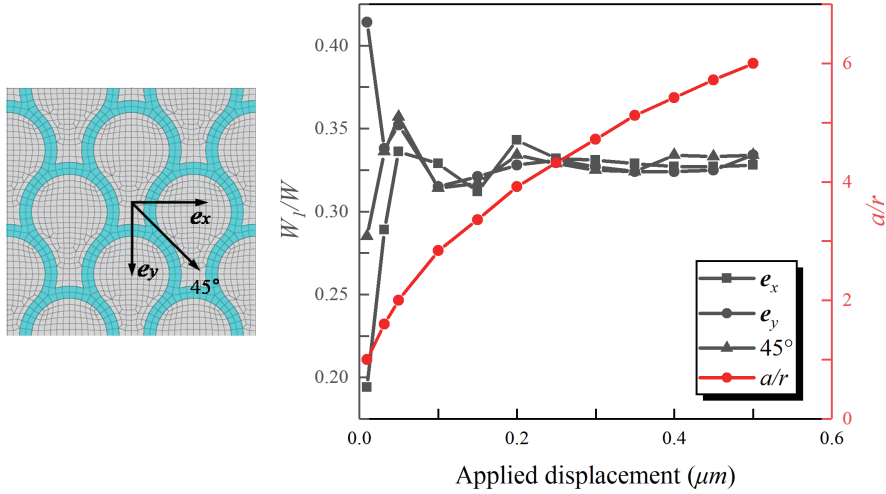 e_x
e_y
45°
W_1/W
0.40
0.35
0.30
0.25
0.20
0.0
0.2
0.4
0.6
Applied displacement (μm)
6
4
2
0
a/r
e_x
e_y
45°
a/r